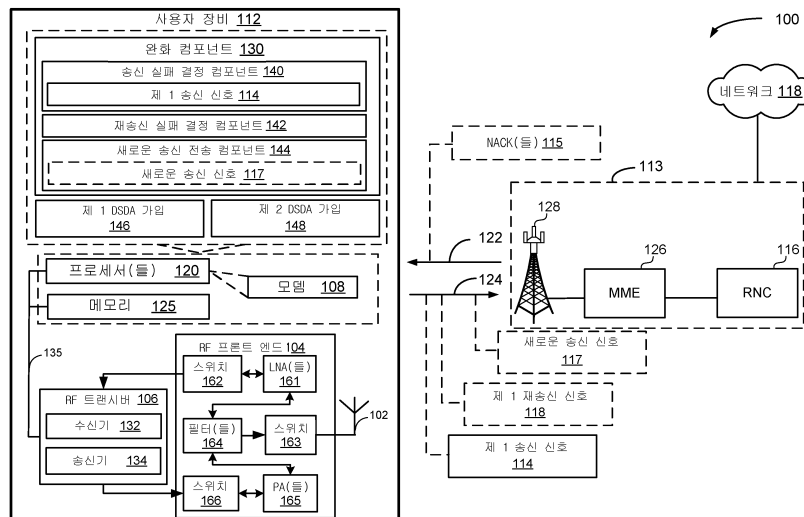 사용자 장비 112
완화 컴포넌트 130
송신 실패 결정 컴포넌트 140
제 1 송신 신호 114
재송신 실패 결정 컴포넌트 142
새로운 송신 전송 컴포넌트 144
새로운 송신 신호 117
제 1 DSDA 가입
146
제 2 DSDA 가입
148
프로세서(들) 120
모뎀 108
메모리 125
135
RF 프론트 엔드 104
스위치
162
LNA(들)
161
102
RF 트랜시버 106
수신기 132
송신기 134
필터(들)
164
스위치
163
스위치
166
PA(들)
165
100
네트워크 118
NACK(들) 115
113
128
122
124
126
MME
116
RNC
새로운 송신 신호
117
제 1 재송신 신호
118
제 1 송신 신호
114